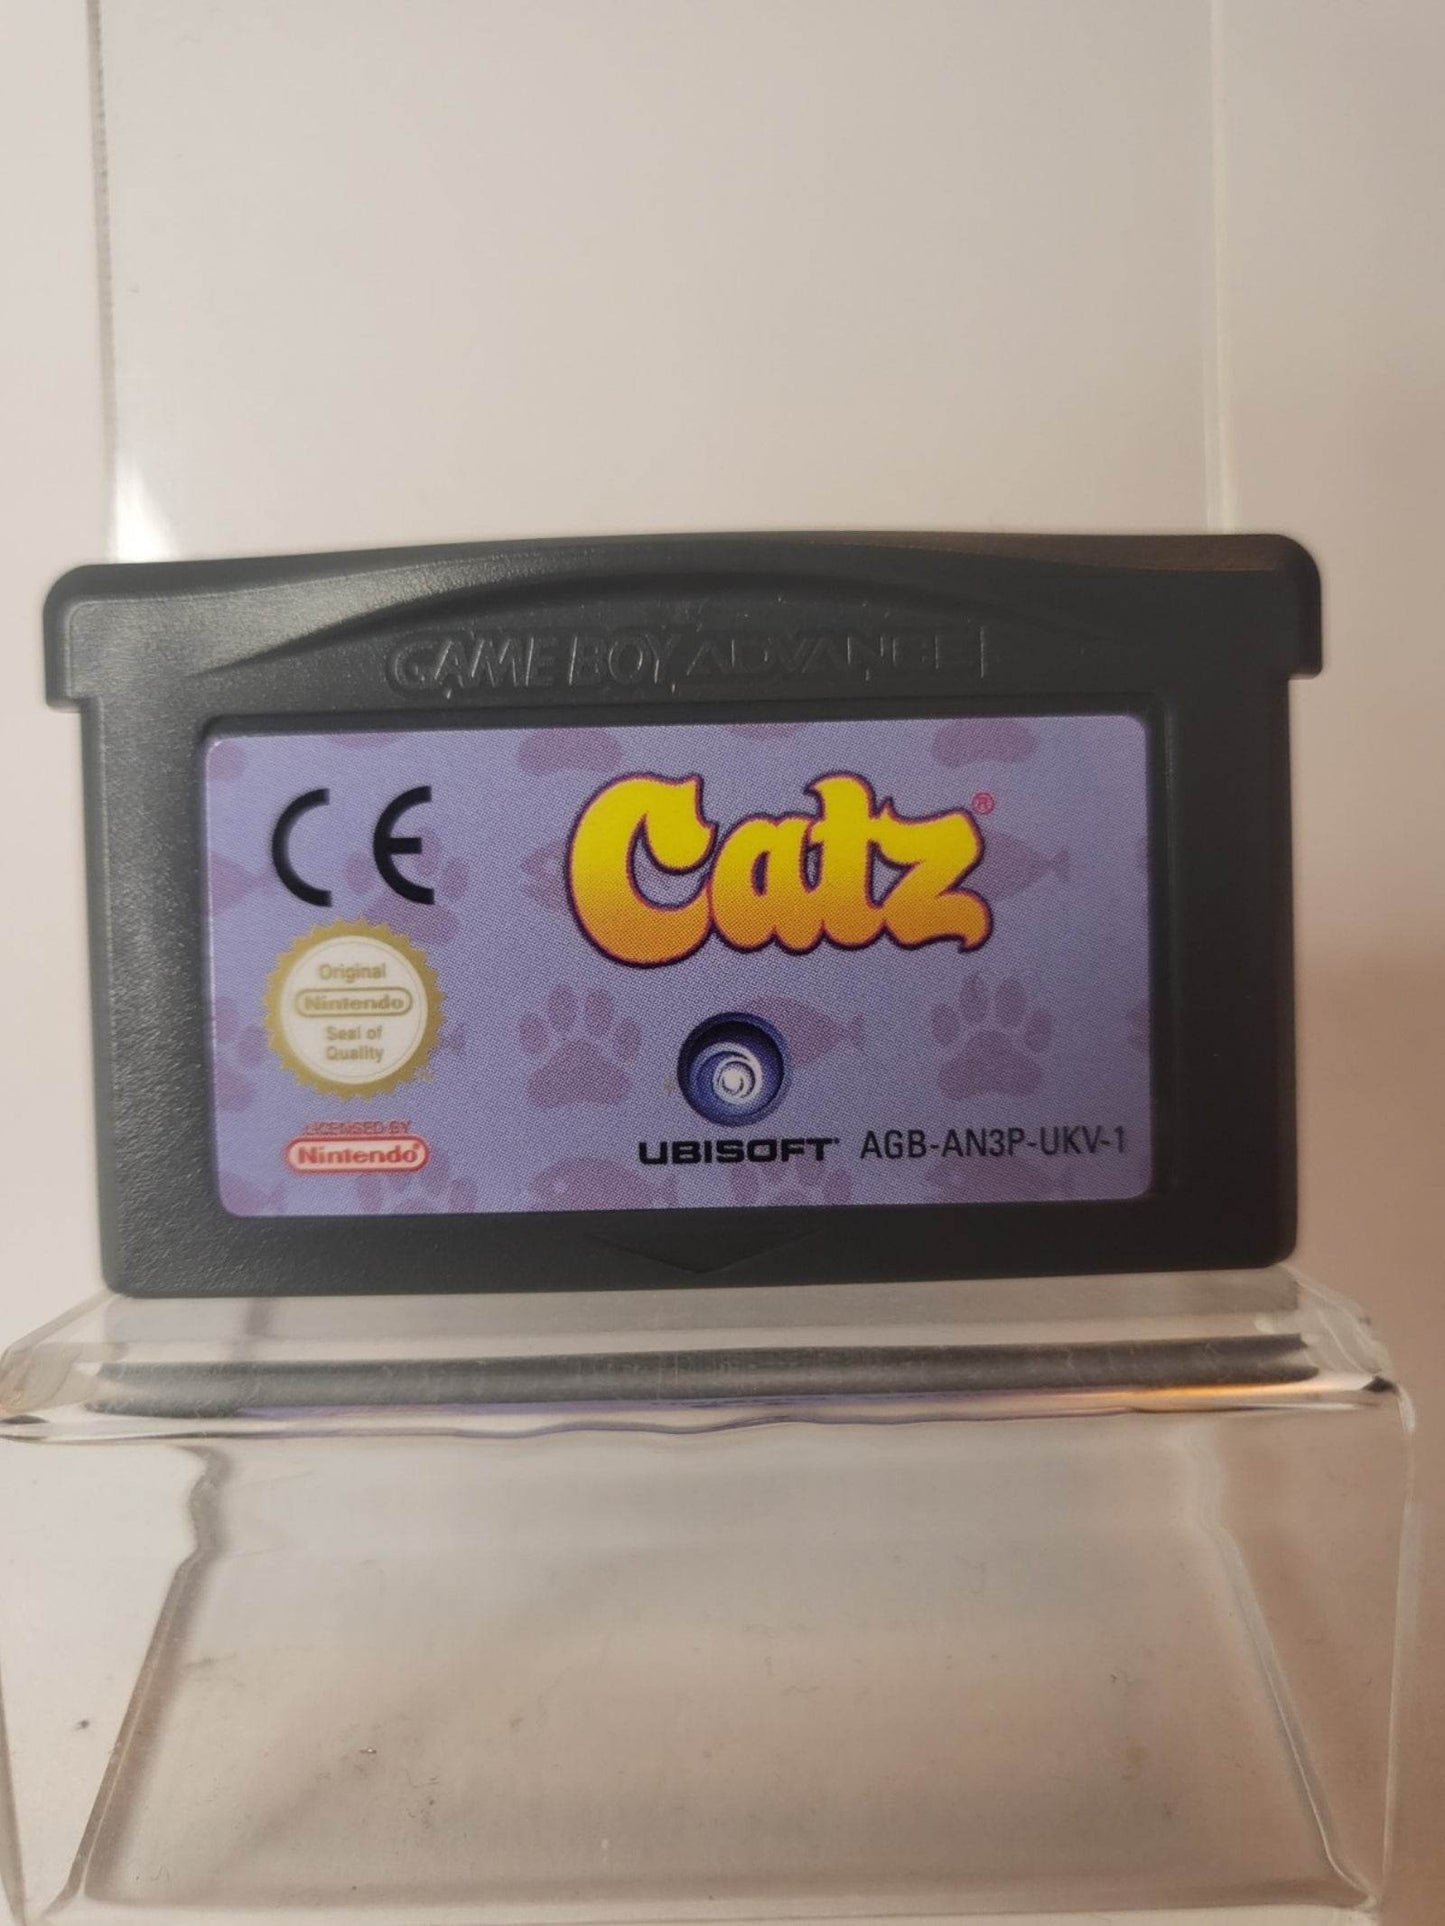 GAME BOY ADVANCE
CE
Catz®
Original
Nintendo
Seal of
Quality
LICENSED BY
Nintendo
UBISOFT AGB-AN3P-UKV-1